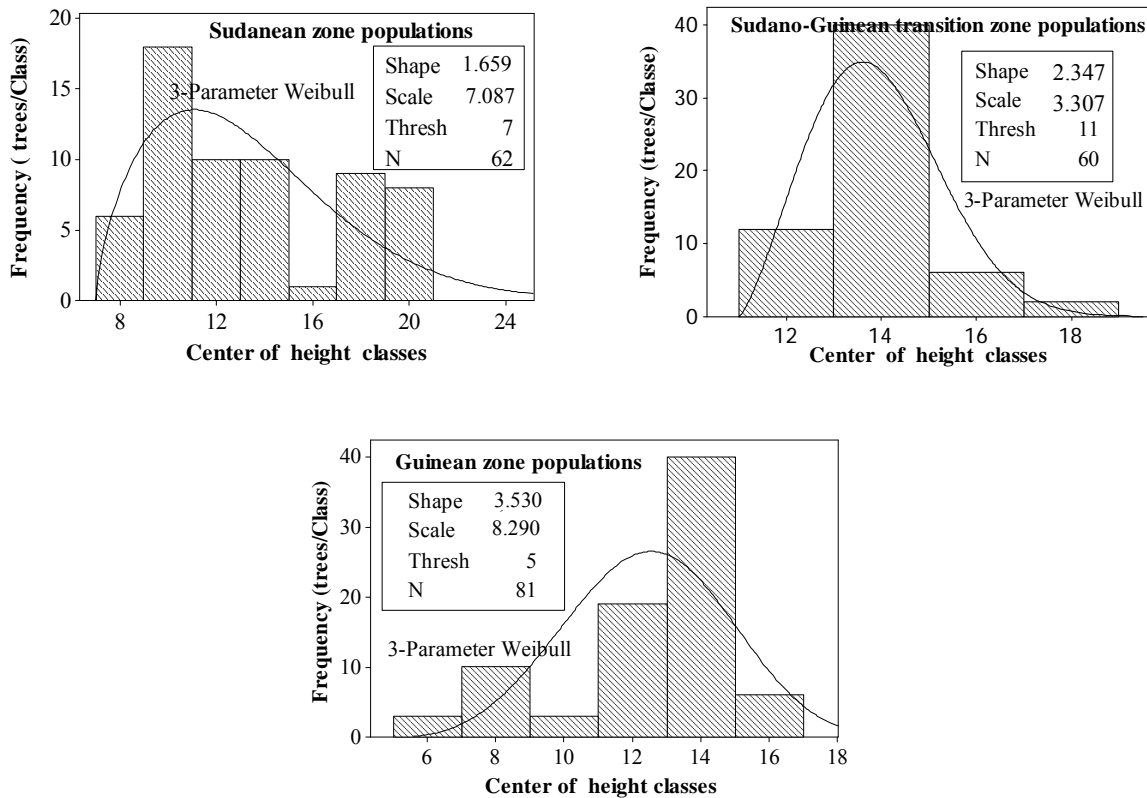 Sudanean zone populations
Shape 1.659
Scale 7.087
Thresh 7
N 62
3-Parameter Weibull
Frequency ( trees/Class)
20
15
10
5
0
8 12 16 20 24
Center of height classes
Sudano-Guinean transition zone populations
Shape 2.347
Scale 3.307
Thresh 11
N 60
3-Parameter Weibull
Frequency (trees/Classe)
40
30
20
10
0
12 14 16 18
Center of height classes
Guinean zone populations
Shape 3.530
Scale 8.290
Thresh 5
N 81
3-Parameter Weibull
Frequency (trees/Class)
40
30
20
10
0
6 8 10 12 14 16 18
Center of height classes